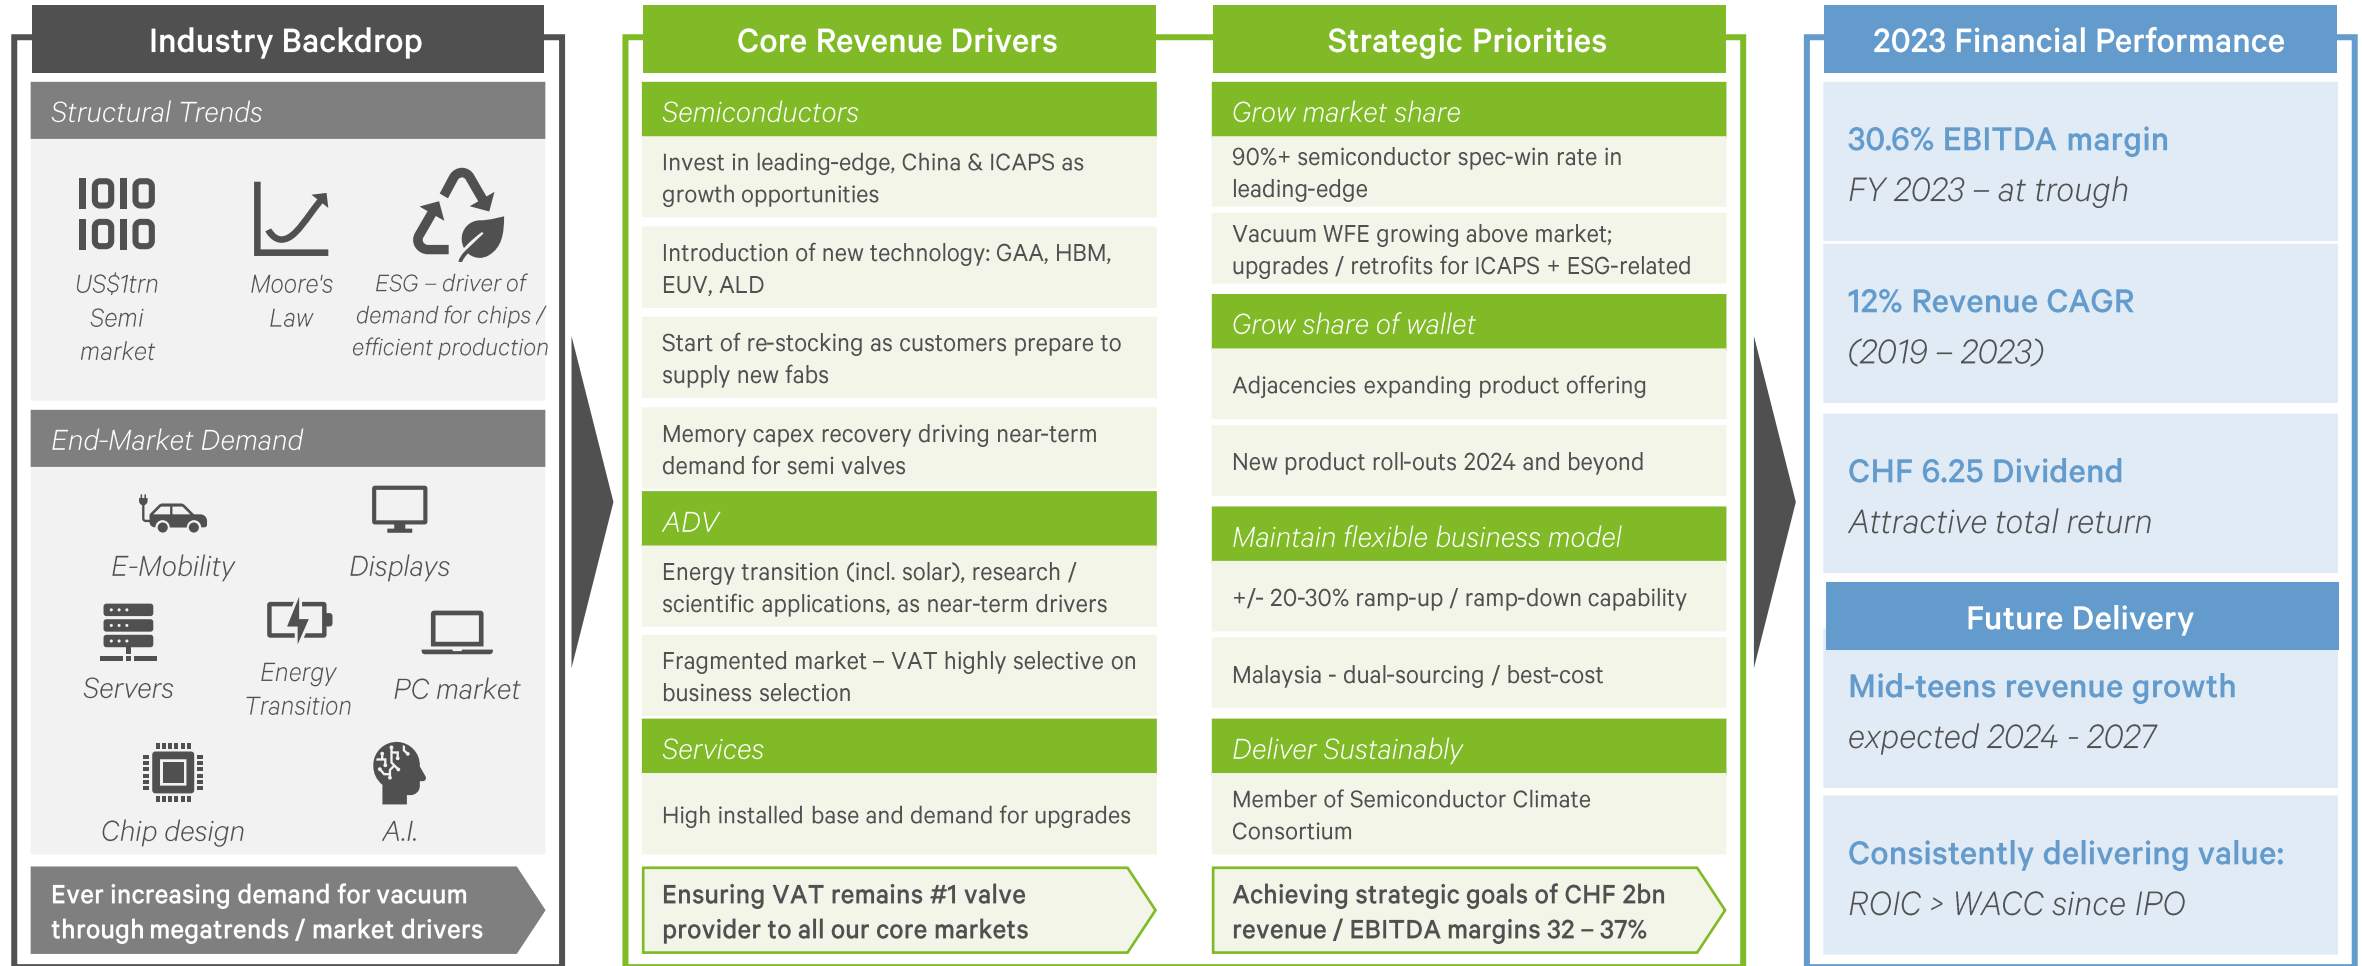 Industry Backdrop
Structural Trends
1010
1010
US$1trn
Semi
market
Moore's
Law
ESG – driver of
demand for chips /
efficient production
End-Market Demand
E-Mobility
Displays
Servers
Energy
Transition
PC market
Chip design
A.I.
Ever increasing demand for vacuum
through megatrends / market drivers
Core Revenue Drivers
Semiconductors
Invest in leading-edge, China & ICAPS as
growth opportunities
Introduction of new technology: GAA, HBM,
EUV, ALD
Start of re-stocking as customers prepare to
supply new fabs
Memory capex recovery driving near-term
demand for semi valves
ADV
Energy transition (incl. solar), research /
scientific applications, as near-term drivers
Fragmented market – VAT highly selective on
business selection
Services
High installed base and demand for upgrades
Ensuring VAT remains #1 valve
provider to all our core markets
Strategic Priorities
Grow market share
90%+ semiconductor spec-win rate in
leading-edge
Vacuum WFE growing above market;
upgrades / retrofits for ICAPS + ESG-related
Grow share of wallet
Adjacencies expanding product offering
New product roll-outs 2024 and beyond
Maintain flexible business model
+/- 20-30% ramp-up / ramp-down capability
Malaysia - dual-sourcing / best-cost
Deliver Sustainably
Member of Semiconductor Climate
Consortium
Achieving strategic goals of CHF 2bn
revenue / EBITDA margins 32 – 37%
2023 Financial Performance
30.6% EBITDA margin
FY 2023 – at trough
12% Revenue CAGR
(2019 – 2023)
CHF 6.25 Dividend
Attractive total return
Future Delivery
Mid-teens revenue growth
expected 2024 - 2027
Consistently delivering value:
ROIC > WACC since IPO